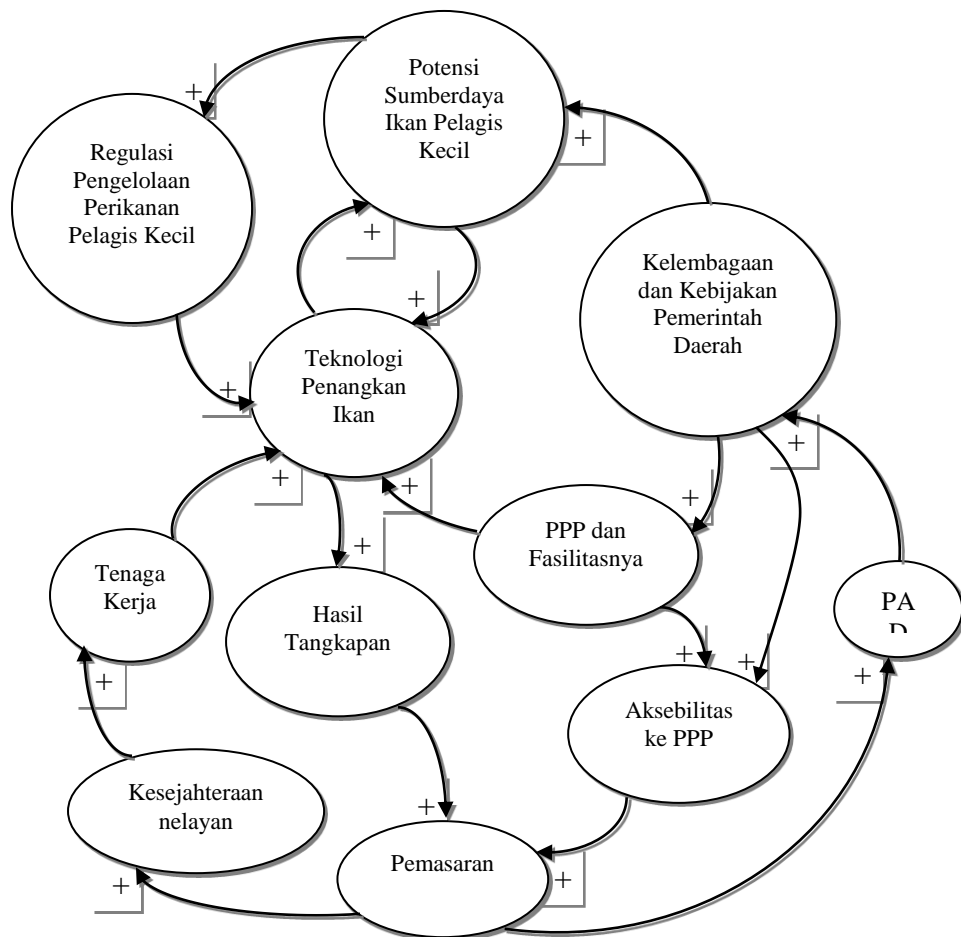 Potensi
Sumberdaya
Ikan Pelagis
Kecil
+
+
Regulasi
Pengelolaan
Perikanan
Pelagis Kecil
+
+
Kelembagaan
dan Kebijakan
Pemerintah
Daerah
Teknologi
Penangkan
Ikan
+
+
+
+
+
PPP dan
Fasilitasnya
+
Tenaga
Kerja
Hasil
Tangkapan
PA
D
+
+
+
+
Aksebilitas
ke PPP
Kesejahteraan
nelayan
+
Pemasaran
+
+